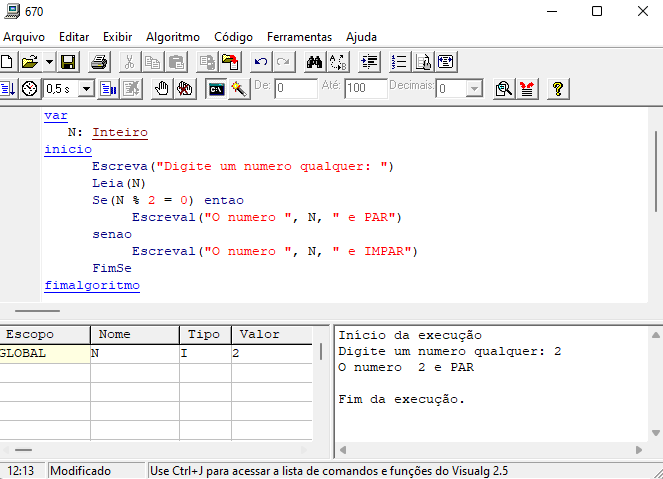 670
Arquivo Editar Exibir Algoritmo Código Ferramentas Ajuda
0,5 s De: 0 Até: 100 Decimais: 0
var
N: Inteiro
inicio
Escreva("Digite um numero qualquer: ")
Leia(N)
Se(N % 2 = 0) entao
Escreval("O numero ", N, " e PAR")
senao
Escreval("O numero ", N, " e IMPAR")
FimSe
fimalgoritmo
Escopo Nome Tipo Valor
GLOBAL N I 2
Início da execução
Digite um numero qualquer: 2
O numero  2 e PAR
Fim da execução.
12:13 Modificado Use Ctrl+J para acessar a lista de comandos e funções do Visualg 2.5